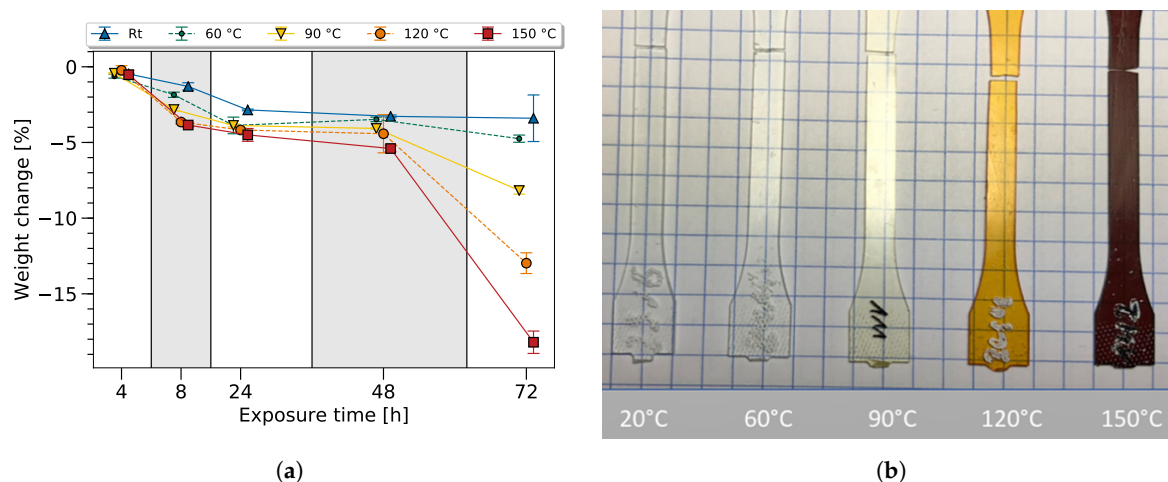 Rt 60 °C 90 °C 120 °C 150 °C
0
−5
−10
−15
Weight change [%]
4 8 24 48 72
Exposure time [h]
20°C 60°C 90°C 120°C 150°C
(a) (b)